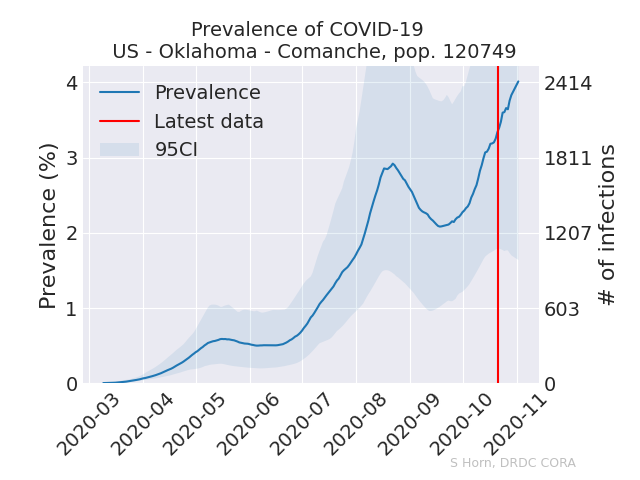 Prevalence of COVID-19
US - Oklahoma - Comanche, pop. 120749
Prevalence
Latest data
95CI
Prevalence (%)
4
3
2
1
0
2414
1811
1207
603
0
# of infections
2020-03
2020-04
2020-05
2020-06
2020-07
2020-08
2020-09
2020-10
2020-11
S Horn, DRDC CORA